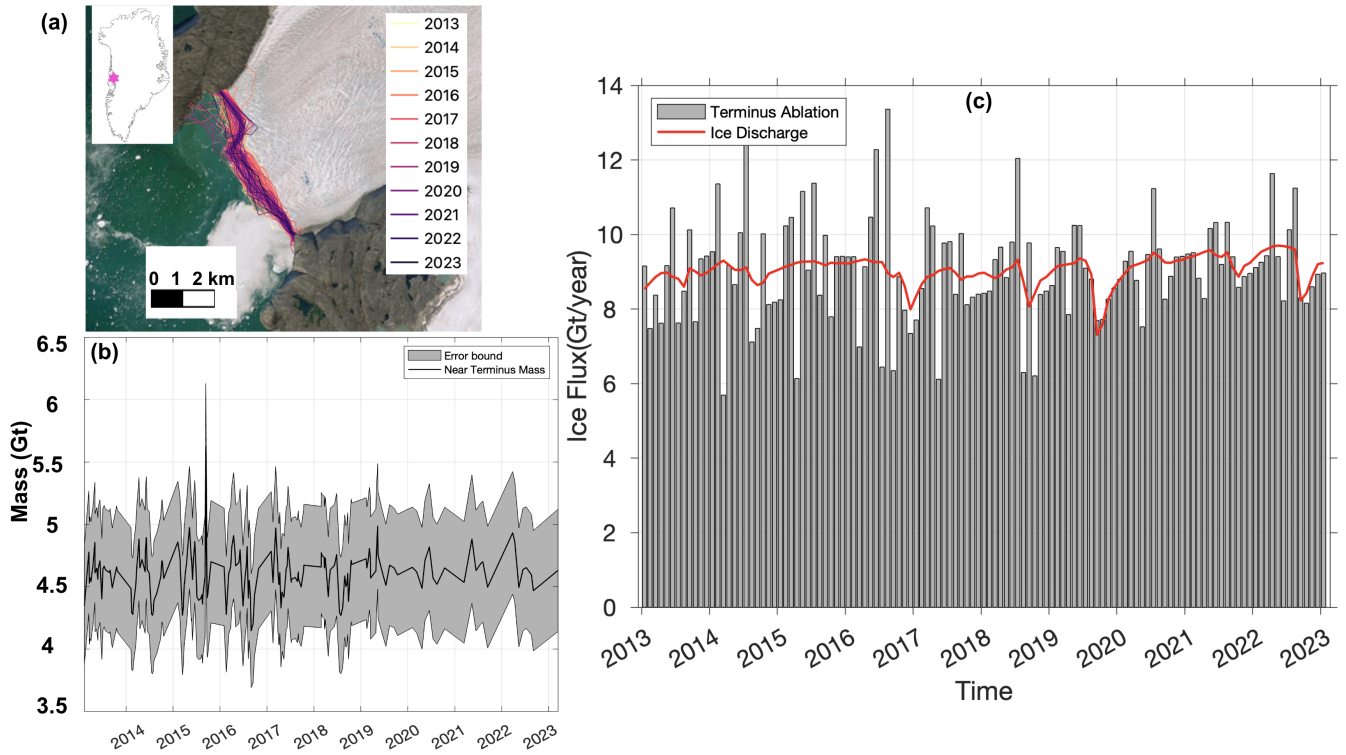 (a)
2013
2014
2015
2016
2017
2018
2019
2020
2021
2022
2023
0 1 2 km
(b)
Error bound
Near Terminus Mass
Mass (Gt)
6.5
6
5.5
5
4.5
4
3.5
2014 2015 2016 2017 2018 2019 2020 2021 2022 2023
(c)
Terminus Ablation
Ice Discharge
Ice Flux(Gt/year)
14
12
10
8
6
4
2
0
2013 2014 2015 2016 2017 2018 2019 2020 2021 2022 2023
Time